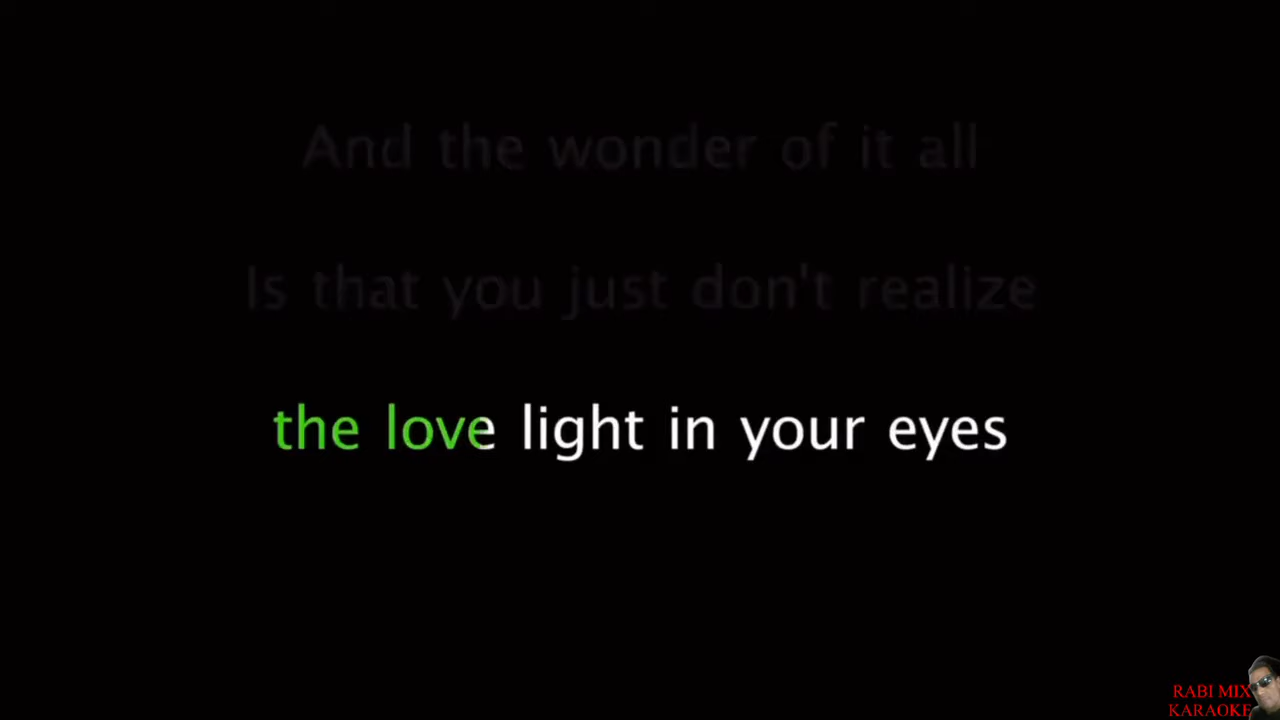 And the wonder of it all
Is that you just don't realize
the love light in your eyes
RABI MIX
KARAOKE